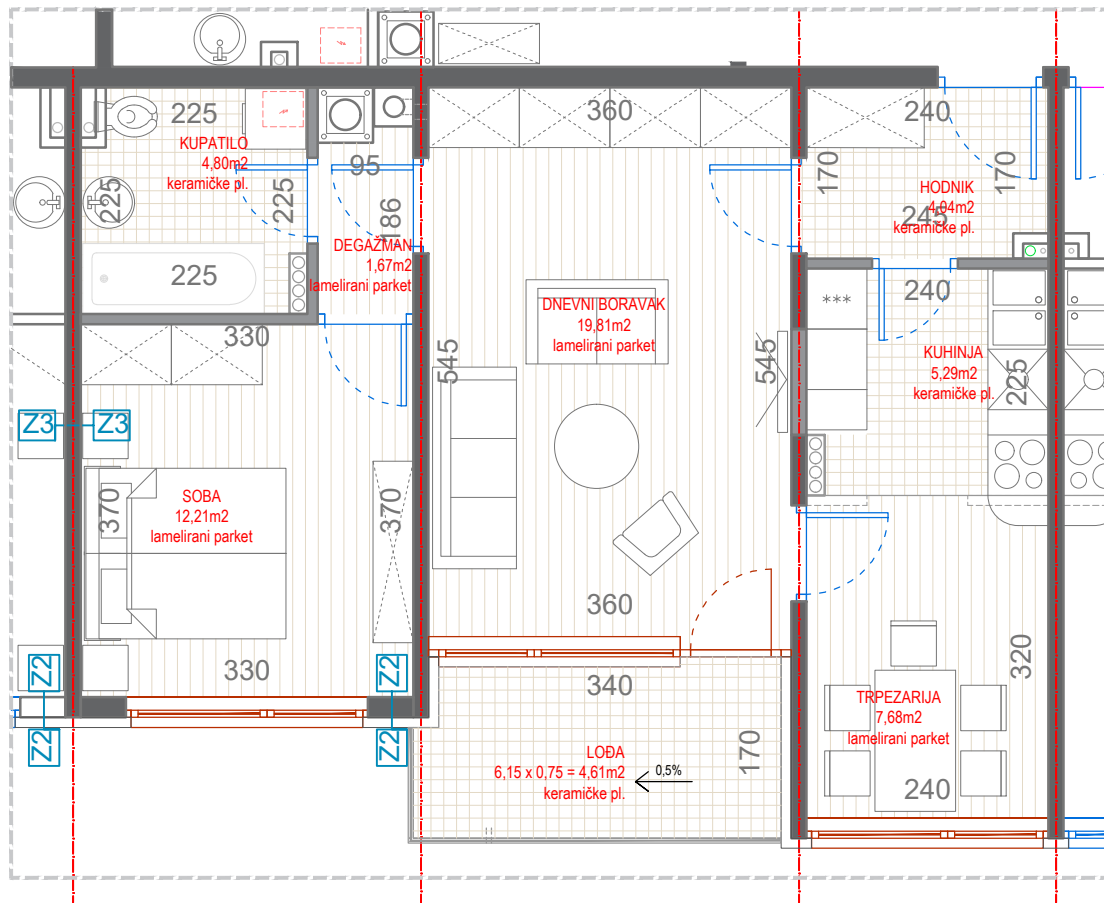 225
KUPATILO
4,80m2
keramičke pl.
225
225
225
95
186
DEGAŽMAN
1,67m2
lamelirani parket
360
DNEVNI BORAVAK
19,81m2
lamelirani parket
545
545
360
240
170
170
HODNIK
4,04m2
245
keramičke pl.
240
***
KUHINJA
5,29m2
keramičke pl.
225
330
Z3
Z3
370
SOBA
12,21m2
lamelirani parket
370
330
Z2
Z2
Z2
Z2
340
LOĐA
6,15 x 0,75 = 4,61m2
keramičke pl.
0,5%
170
320
TRPEZARIJA
7,68m2
lamelirani parket
240